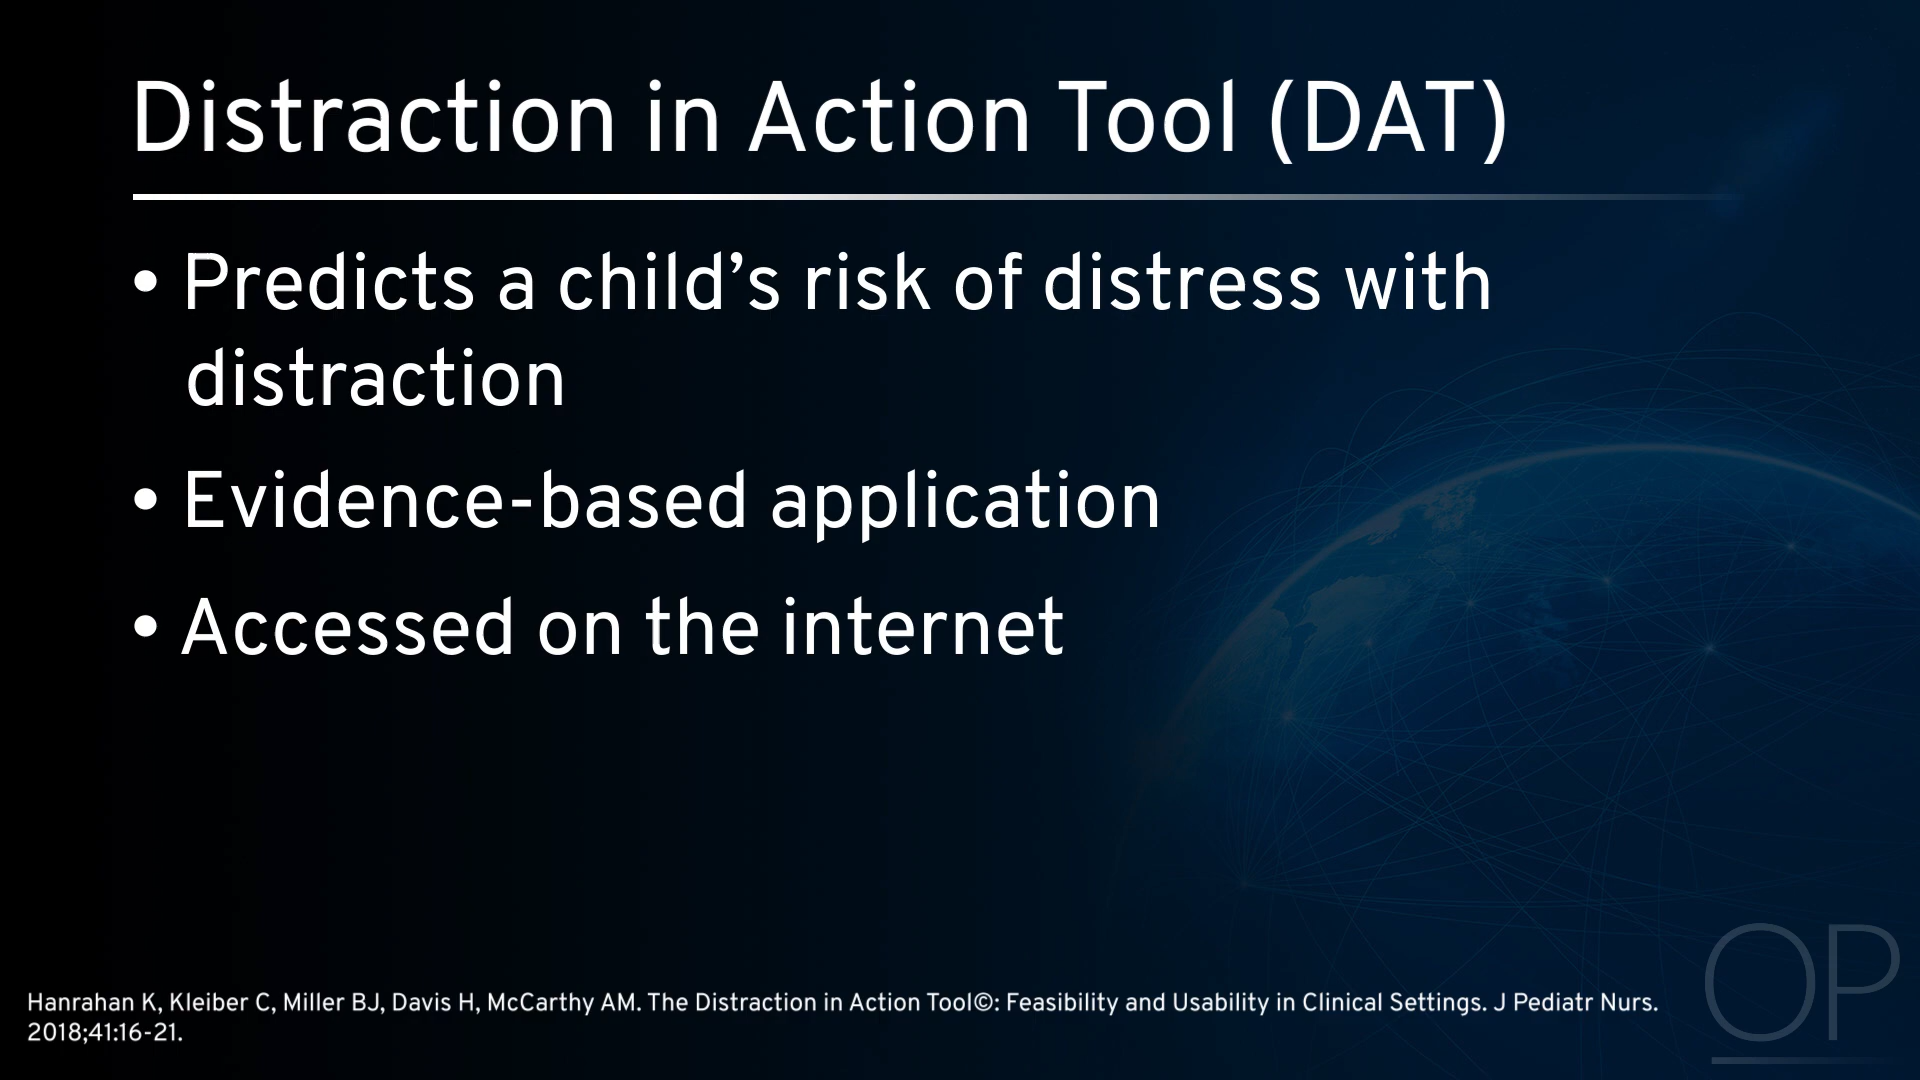 Distraction in Action Tool (DAT)
• Predicts a child’s risk of distress with
distraction
• Evidence-based application
• Accessed on the internet
Hanrahan K, Kleiber C, Miller BJ, Davis H, McCarthy AM. The Distraction in Action Tool©: Feasibility and Usability in Clinical Settings. J Pediatr Nurs.
2018;41:16-21.
OP